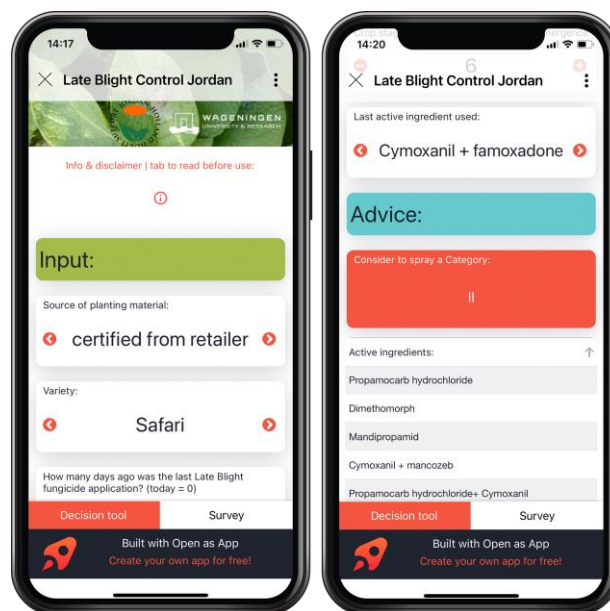 14:17
Late Blight Control Jordan
WAGENINGEN
UNIVERSITY & RESEARCH
Info & disclaimer | tab to read before use:
Input:
Source of planting material:
certified from retailer
Variety:
Safari
How many days ago was the last Late Blight
fungicide application? (today = 0)
Decision tool
Survey
Built with Open as App
Create your own app for free!
14:20
6
Late Blight Control Jordan
Last active ingredient used:
Cymoxanil + famoxadone
Advice:
Consider to spray a Category:
II
Active ingredients:
Propamocarb hydrochloride
Dimethomorph
Mandipropamid
Cymoxanil + mancozeb
Propamocarb hydrochloride+ Cymoxanil
Decision tool
Survey
Built with Open as App
Create your own app for free!